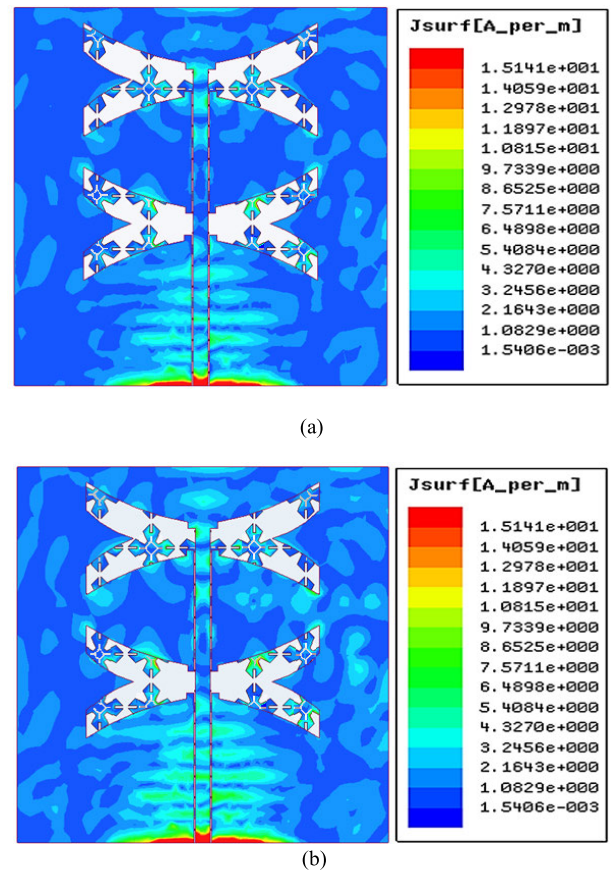 Jsurf[A_per_m]
1.5141e+001
1.4059e+001
1.2978e+001
1.1897e+001
1.0815e+001
9.7339e+000
8.6525e+000
7.5711e+000
6.4898e+000
5.4084e+000
4.3270e+000
3.2456e+000
2.1643e+000
1.0829e+000
1.5406e-003
(a)
Jsurf[A_per_m]
1.5141e+001
1.4059e+001
1.2978e+001
1.1897e+001
1.0815e+001
9.7339e+000
8.6525e+000
7.5711e+000
6.4898e+000
5.4084e+000
4.3270e+000
3.2456e+000
2.1643e+000
1.0829e+000
1.5406e-003
(b)